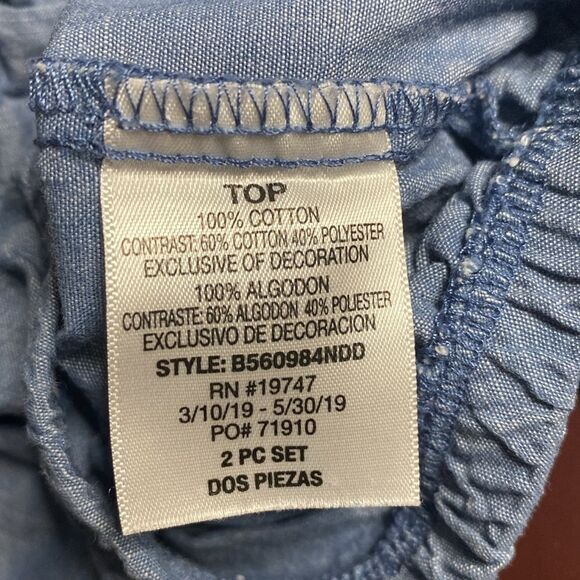 TOP
100% COTTON
CONTRAST: 60% COTTON 40% POLYESTER
EXCLUSIVE OF DECORATION
100% ALGODON
CONTRASTE: 60% ALGODON 40% POLIESTER
EXCLUSIVO DE DECORACION
STYLE: B560984NDD
RN #19747
3/10/19 - 5/30/19
PO# 71910
2 PC SET
DOS PIEZAS